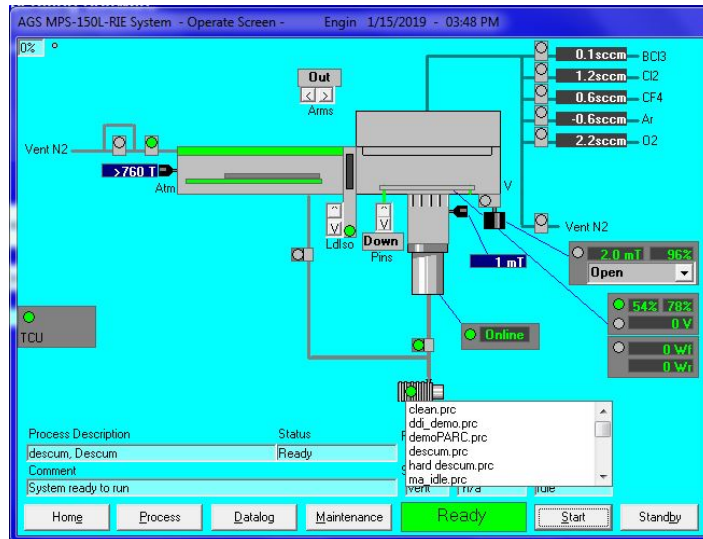 AGS MPS-150L-RIE System - Operate Screen - Engin 1/15/2019 - 03:48 PM
0%
Out
< >
Arms
0.1sccm BCl3
1.2sccm Cl2
0.6sccm CF4
-0.6sccm Ar
2.2sccm O2
Vent N2
>760 T
Atm
V
LdIso
V
Down
Pins
V
1 mT
Vent N2
2.0 mT 96%
Open
54% 78%
0 V
0 Wf
0 Wr
TCU
Online
clean.prc
ddi_demo.prc
demoPARC.prc
descum.prc
hard descum.prc
ma_idle.prc
Process Description
Status
descum, Descum
Ready
Comment
System ready to run
Vent
n/a
Idle
Home
Process
Datalog
Maintenance
Ready
Start
Standby